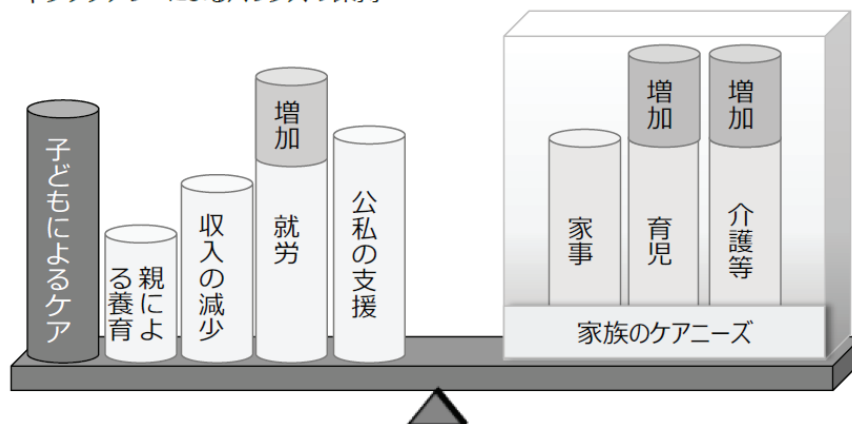 子どもによるケア
親によ
る養育
収入の減少
増加
就労
公私の支援
家事
増加
育児
増加
介護等
家族のケアニーズ